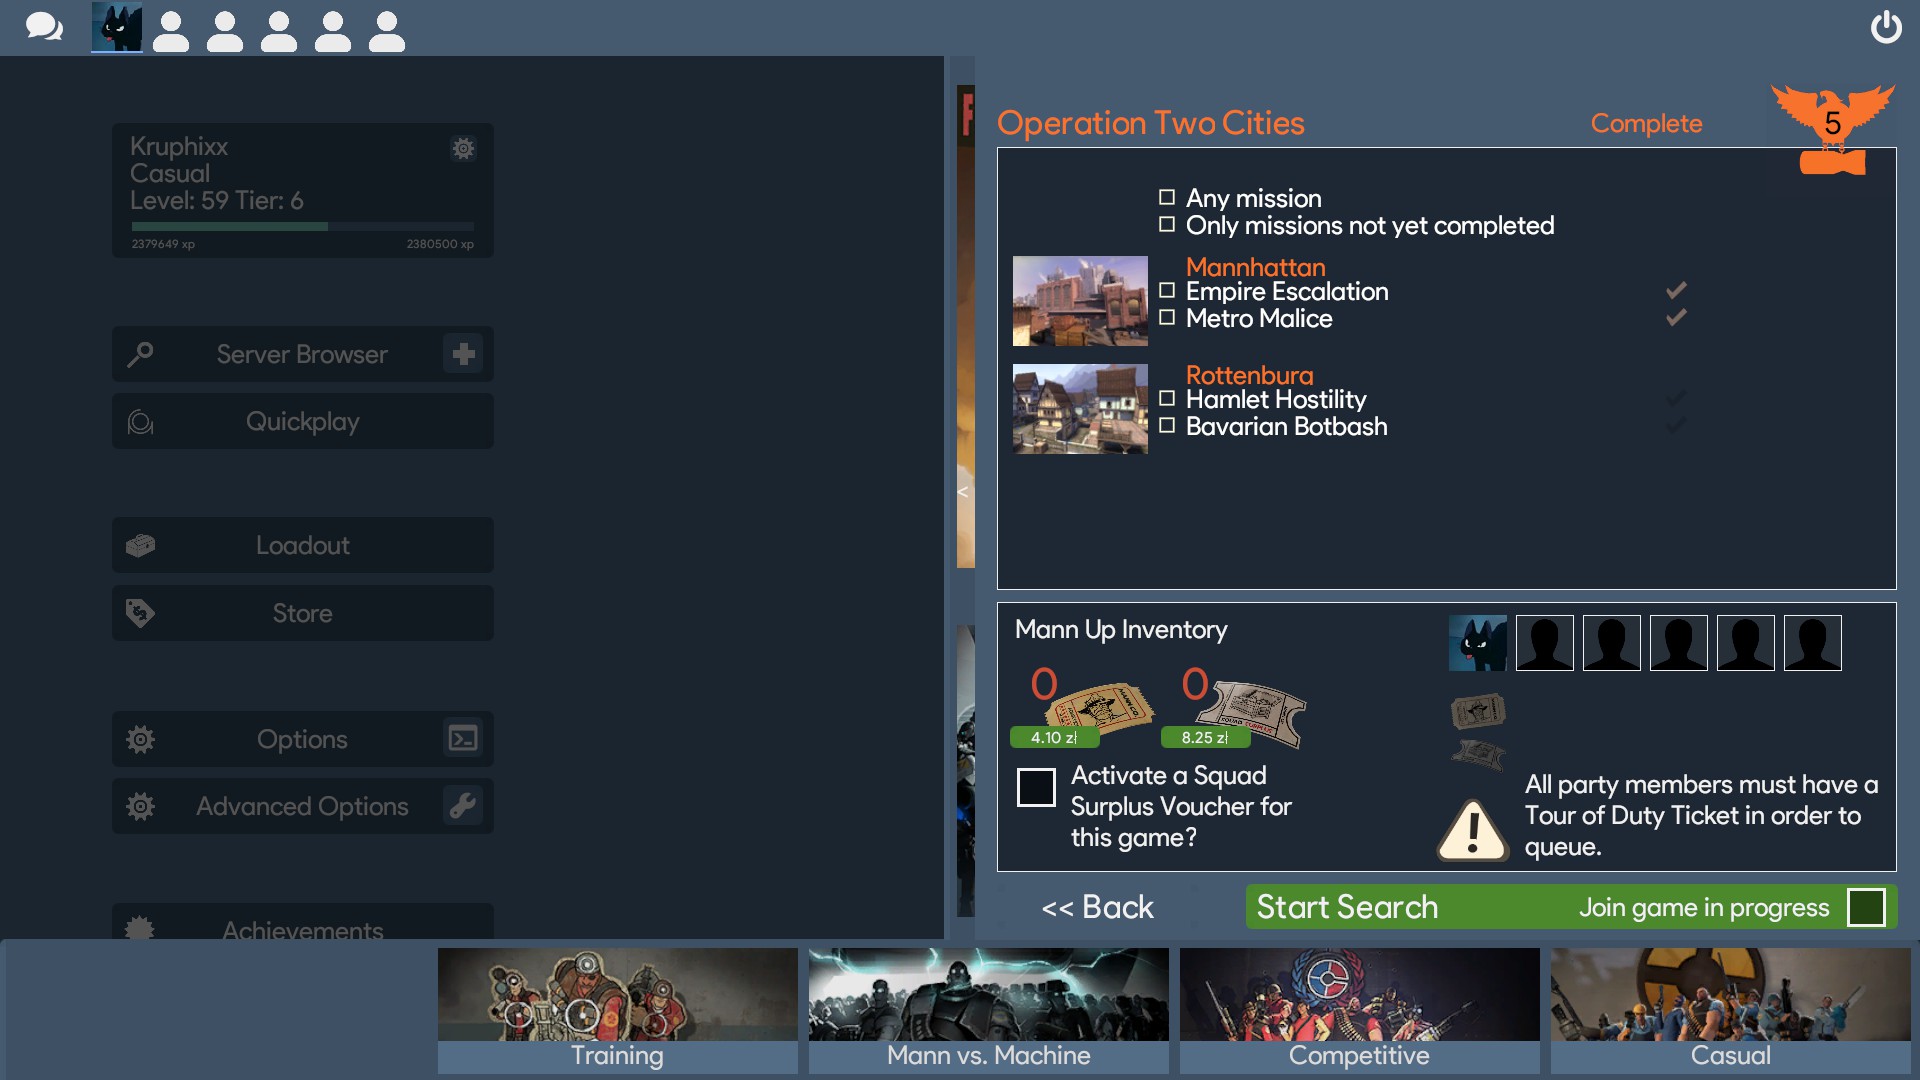 Kruphixx
Casual
Level: 59 Tier: 6
2379649 xp 2380500 xp
Server Browser
Quickplay
Loadout
Store
Options
Advanced Options
Achievements
<
Operation Two Cities Complete 5
Any mission
Only missions not yet completed
Mannhattan
Empire Escalation
Metro Malice
Rottenburg
Hamlet Hostility
Bavarian Botbash
Mann Up Inventory
0 0
4.10 zł 8.25 zł
Activate a Squad
Surplus Voucher for
this game?
All party members must have a
Tour of Duty Ticket in order to
queue.
<< Back
Start Search Join game in progress
Training
Mann vs. Machine
Competitive
Casual